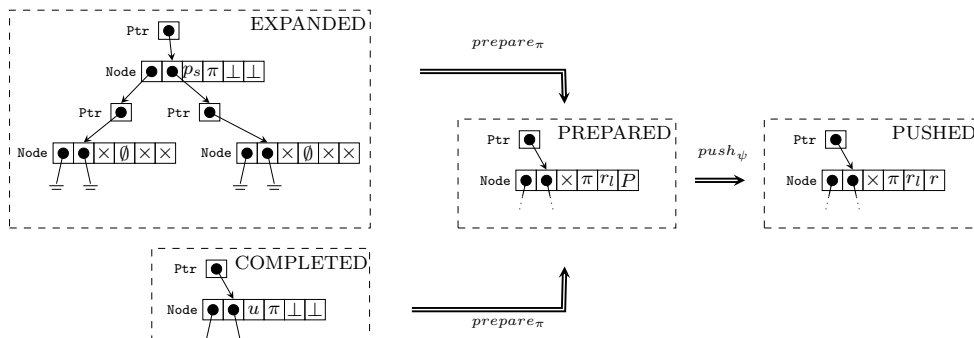 EXPANDED
Ptr
Node p_s π ⊥ ⊥
Ptr Ptr
Node × ∅ × × Node × ∅ × ×
prepare_π
PREPARED
Ptr
Node × π r_l P
push_ψ
PUSHED
Ptr
Node × π r_l r
COMPLETED
Ptr
Node u π ⊥ ⊥
prepare_π